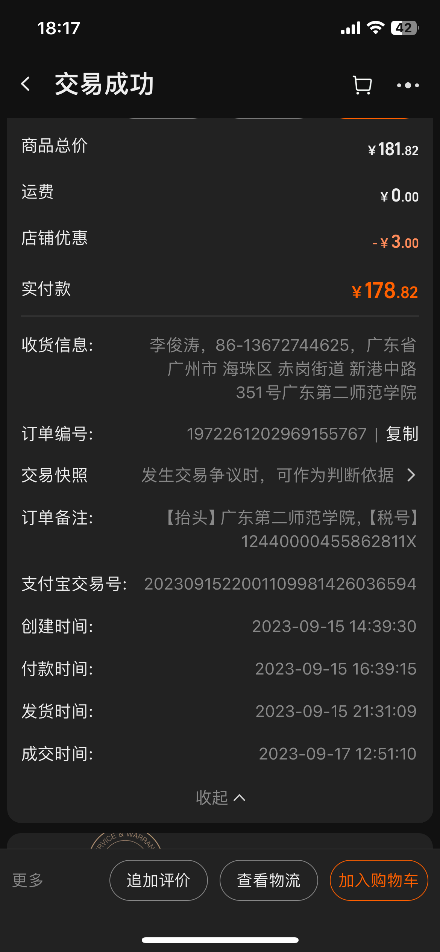 18:17
42
交易成功
商品总价
¥181.82
运费
¥0.00
店铺优惠
-¥3.00
实付款
¥178.82
收货信息:
李俊涛，86-13672744625，广东省
广州市 海珠区 赤岗街道 新港中路
351号广东第二师范学院
订单编号:
1972261202969155767 | 复制
交易快照
发生交易争议时，可作为判断依据
订单备注:
【抬头】广东第二师范学院，【税号】
12440000455862811X
支付宝交易号:
2023091522001109981426036594
创建时间:
2023-09-15 14:39:30
付款时间:
2023-09-15 16:39:15
发货时间:
2023-09-15 21:31:09
成交时间:
2023-09-17 12:51:10
收起
更多
追加评价
查看物流
加入购物车